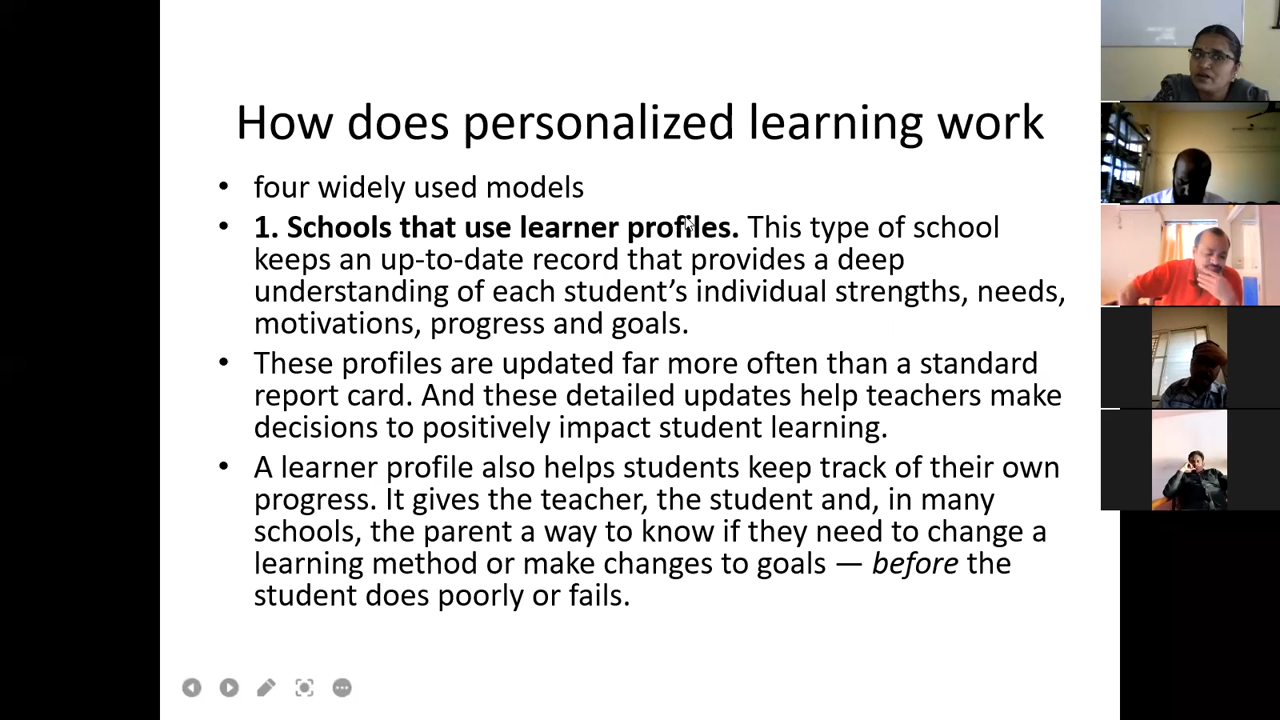 How does personalized learning work
• four widely used models
• 1. Schools that use learner profiles. This type of school
keeps an up-to-date record that provides a deep
understanding of each student’s individual strengths, needs,
motivations, progress and goals.
• These profiles are updated far more often than a standard
report card. And these detailed updates help teachers make
decisions to positively impact student learning.
• A learner profile also helps students keep track of their own
progress. It gives the teacher, the student and, in many
schools, the parent a way to know if they need to change a
learning method or make changes to goals — before the
student does poorly or fails.